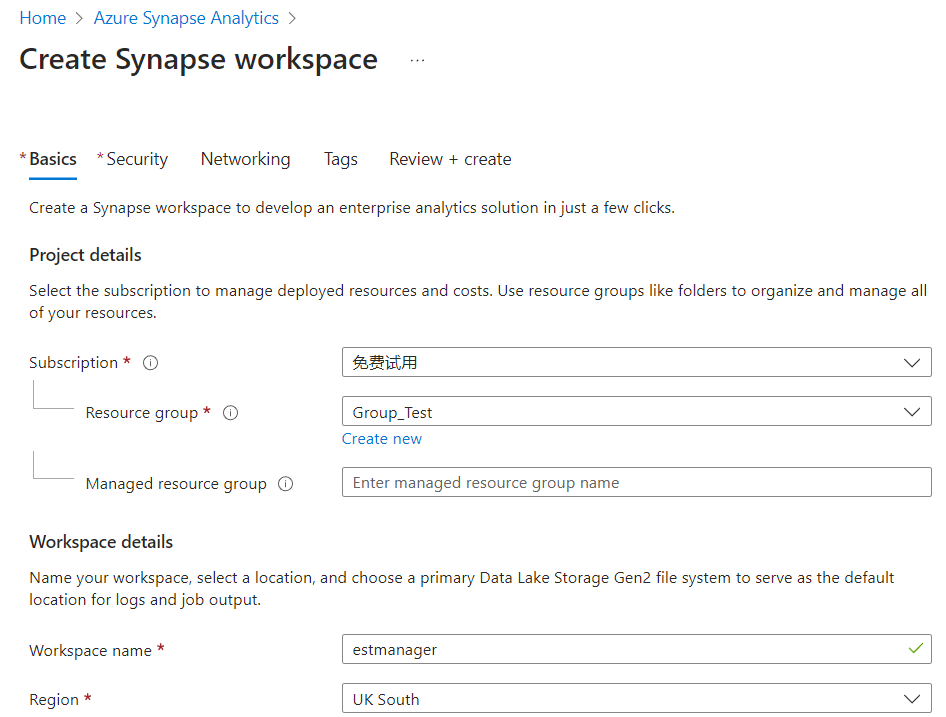 Home > Azure Synapse Analytics >
Create Synapse workspace ...
*Basics *Security Networking Tags Review + create
Create a Synapse workspace to develop an enterprise analytics solution in just a few clicks.
Project details
Select the subscription to manage deployed resources and costs. Use resource groups like folders to organize and manage all
of your resources.
Subscription * 免费试用
Resource group * Group_Test
Create new
Managed resource group Enter managed resource group name
Workspace details
Name your workspace, select a location, and choose a primary Data Lake Storage Gen2 file system to serve as the default
location for logs and job output.
Workspace name * estmanager
Region * UK South